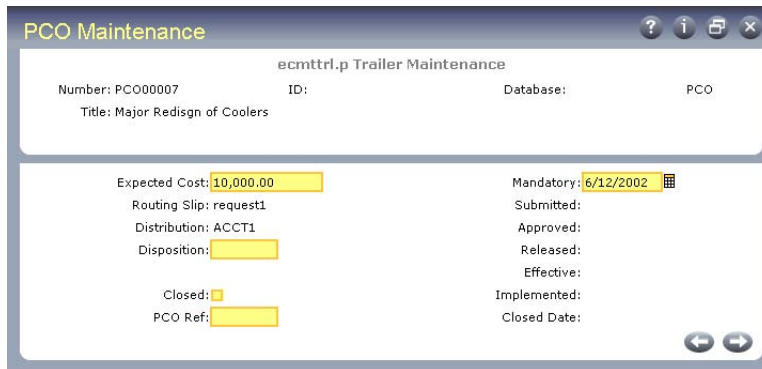 PCO Maintenance
ecmttrl.p Trailer Maintenance
Number: PCO00007 ID: Database: PCO
Title: Major Redisgn of Coolers
Expected Cost: 10,000.00 Mandatory: 6/12/2002
Routing Slip: request1 Submitted:
Distribution: ACCT1 Approved:
Disposition: Released:
Effective:
Closed: Implemented:
PCO Ref: Closed Date: